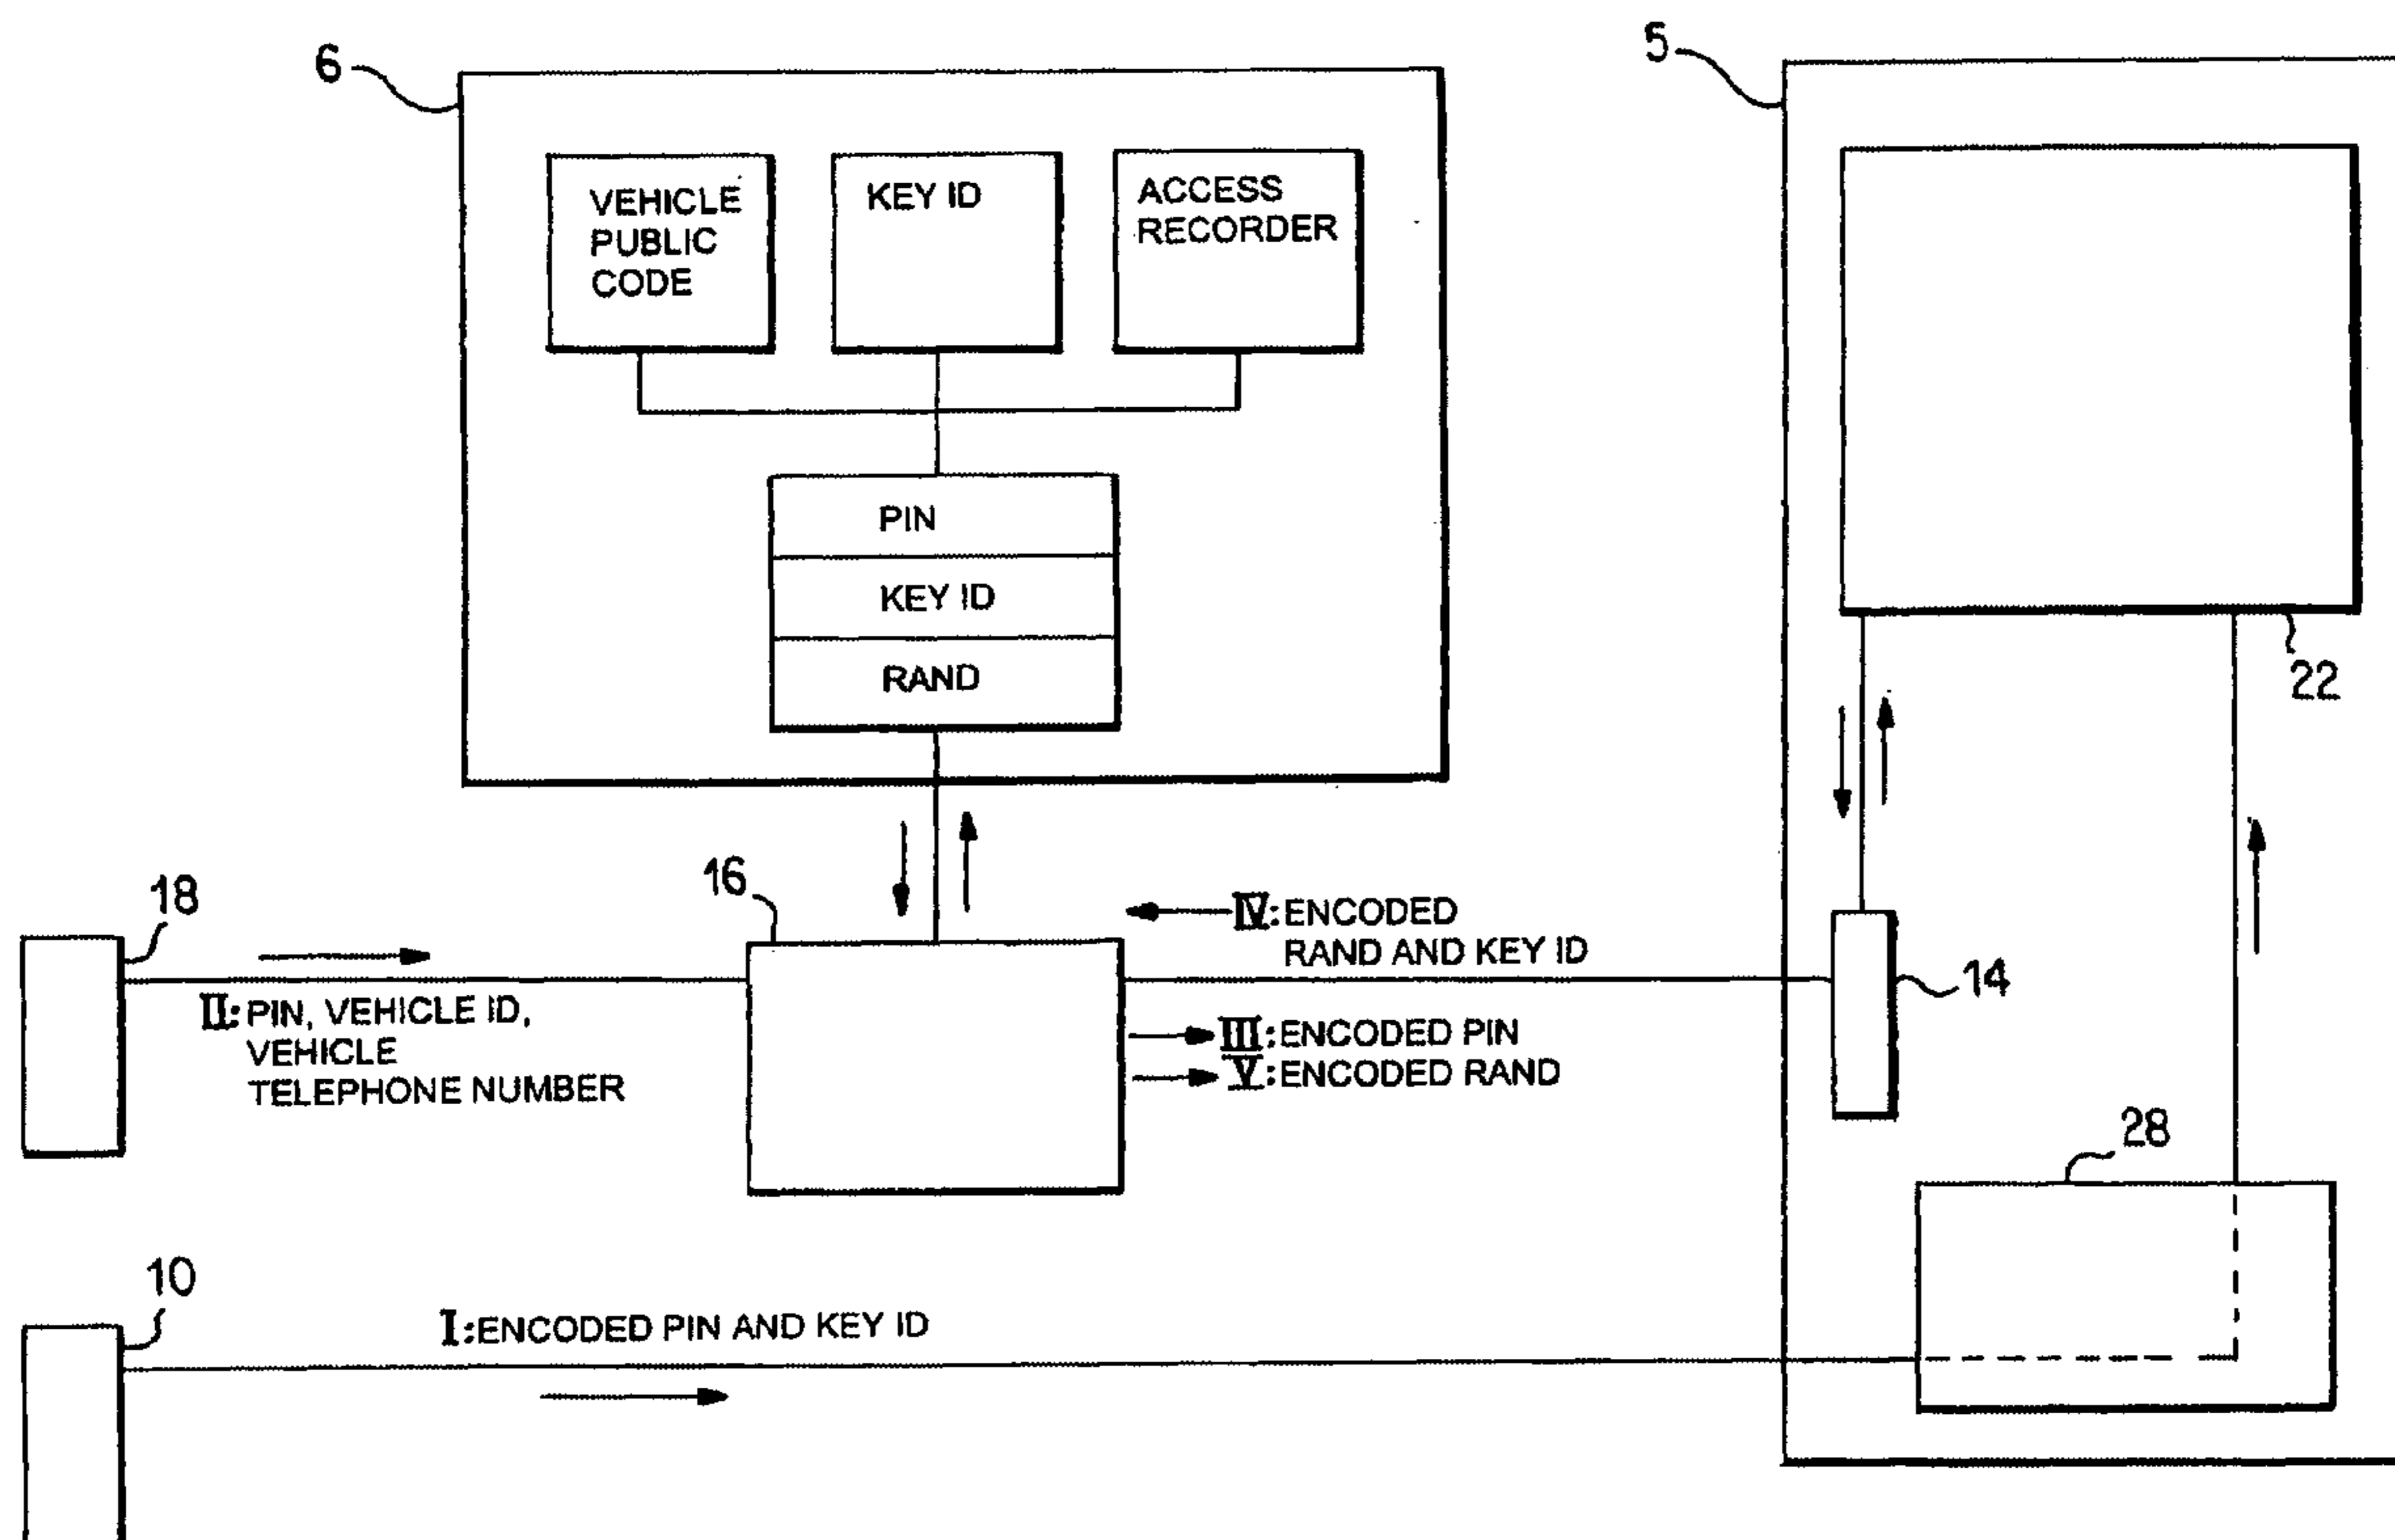 6
5
VEHICLE
PUBLIC
CODE
KEY ID
ACCESS
RECORDER
PIN
KEY ID
RAND
22
18
16
IV: ENCODED
RAND AND KEY ID
14
II: PIN, VEHICLE ID,
VEHICLE
TELEPHONE NUMBER
III: ENCODED PIN
V: ENCODED RAND
28
10
I: ENCODED PIN AND KEY ID